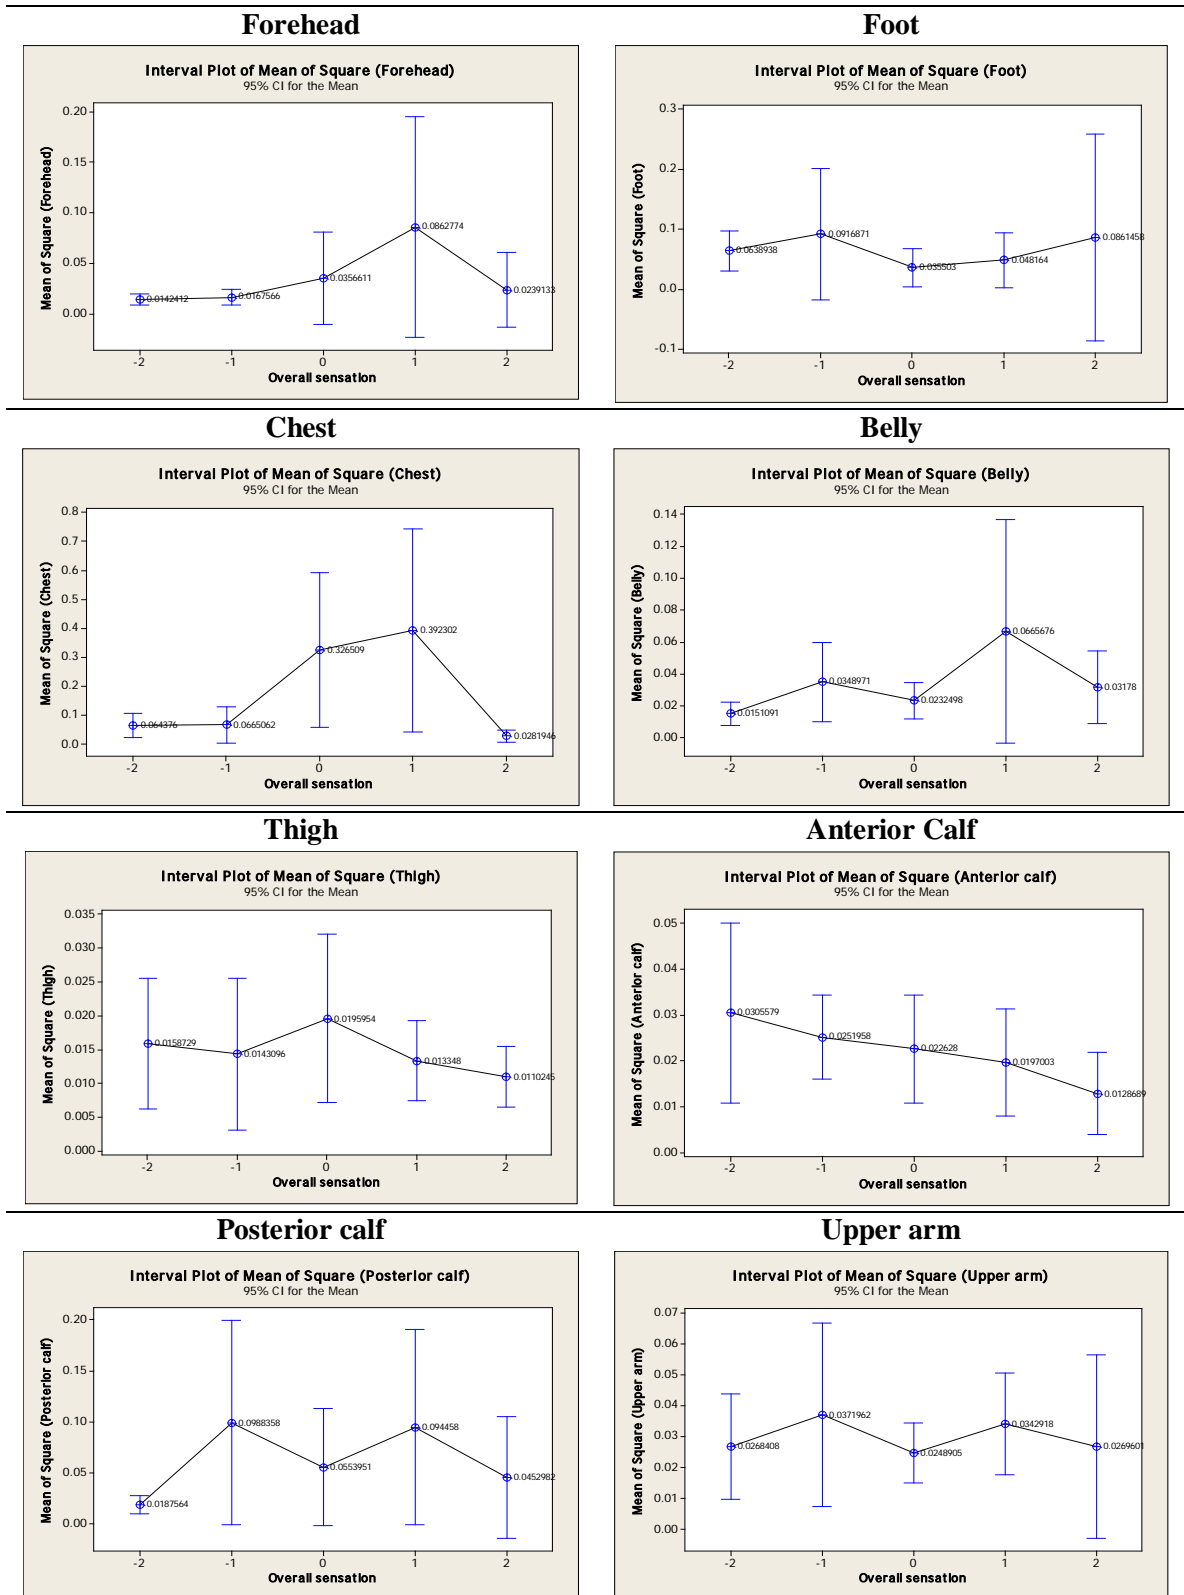 Forehead
Foot
Interval Plot of Mean of Square (Forehead)
95% CI for the Mean
Mean of Square (Forehead)
0.20
0.15
0.10
0.05
0.00
0.0142412
0.0167566
0.0356611
0.0862774
0.0239133
-2 -1 0 1 2
Overall sensation
Interval Plot of Mean of Square (Foot)
95% CI for the Mean
Mean of Square (Foot)
0.3
0.2
0.1
0.0
-0.1
0.0638938
0.0916871
0.035503
0.048164
0.0861458
-2 -1 0 1 2
Overall sensation
Chest
Belly
Interval Plot of Mean of Square (Chest)
95% CI for the Mean
Mean of Square (Chest)
0.8
0.7
0.6
0.5
0.4
0.3
0.2
0.1
0.0
0.064376
0.0665062
0.326509
0.392302
0.0281946
-2 -1 0 1 2
Overall sensation
Interval Plot of Mean of Square (Belly)
95% CI for the Mean
Mean of Square (Belly)
0.14
0.12
0.10
0.08
0.06
0.04
0.02
0.00
0.0151091
0.0348971
0.0232498
0.0665676
0.03178
-2 -1 0 1 2
Overall sensation
Thigh
Anterior Calf
Interval Plot of Mean of Square (Thigh)
95% CI for the Mean
Mean of Square (Thigh)
0.035
0.030
0.025
0.020
0.015
0.010
0.005
0.000
0.0158729
0.0143096
0.0195954
0.013348
0.0110245
-2 -1 0 1 2
Overall sensation
Interval Plot of Mean of Square (Anterior calf)
95% CI for the Mean
Mean of Square (Anterior calf)
0.05
0.04
0.03
0.02
0.01
0.00
0.0305579
0.0251958
0.022628
0.0197003
0.0128689
-2 -1 0 1 2
Overall sensation
Posterior calf
Upper arm
Interval Plot of Mean of Square (Posterior calf)
95% CI for the Mean
Mean of Square (Posterior calf)
0.20
0.15
0.10
0.05
0.00
0.0187564
0.0988358
0.0553951
0.094458
0.0452982
-2 -1 0 1 2
Overall sensation
Interval Plot of Mean of Square (Upper arm)
95% CI for the Mean
Mean of Square (Upper arm)
0.07
0.06
0.05
0.04
0.03
0.02
0.01
0.00
0.0268408
0.0371962
0.0248905
0.0342918
0.0269601
-2 -1 0 1 2
Overall sensation